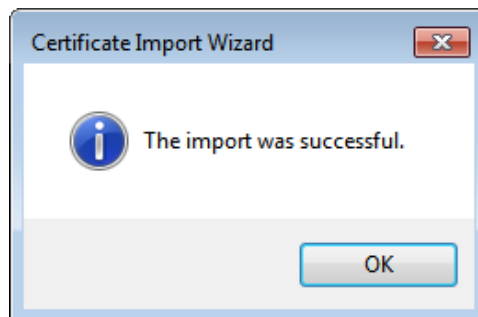 Certificate Import Wizard
The import was successful.
OK